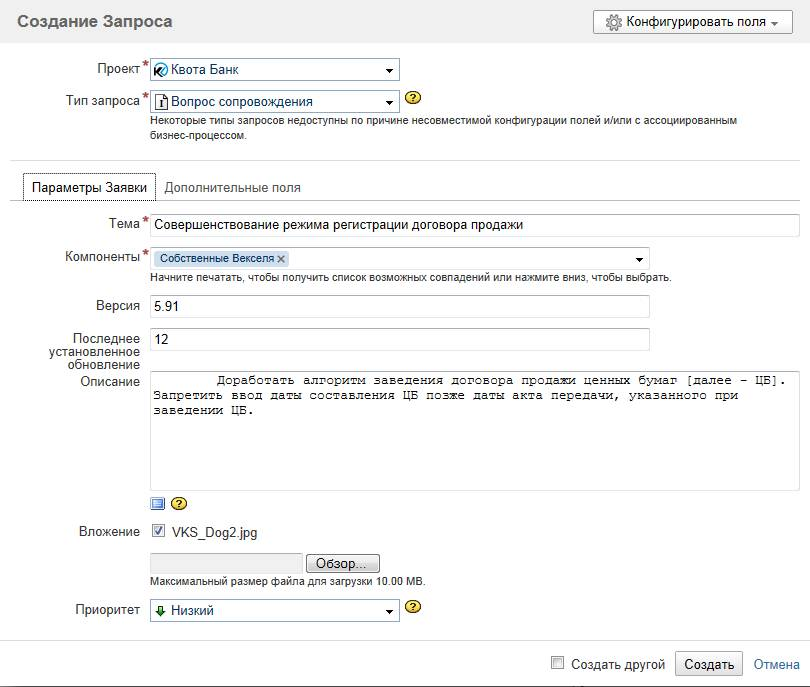 Создание Запроса
Конфигурировать поля
Проект* Квота Банк
Тип запроса* Вопрос сопровождения
Некоторые типы запросов недоступны по причине несовместимой конфигурации полей и/или с ассоциированным
бизнес-процессом.
Параметры Заявки Дополнительные поля
Тема* Совершенствование режима регистрации договора продажи
Компоненты* Собственные Векселя ×
Начните печатать, чтобы получить список возможных совпадений или нажмите вниз, чтобы выбрать.
Версия 5.91
Последнее 12
установленное
обновление
Описание Доработать алгоритм заведения договора продажи ценных бумаг [далее – ЦБ].
Запретить ввод даты составления ЦБ позже даты акта передачи, указанного при
заведении ЦБ.
Вложение VKS_Dog2.jpg
Обзор...
Максимальный размер файла для загрузки 10.00 MB.
Приоритет Низкий
Создать другой Создать Отмена